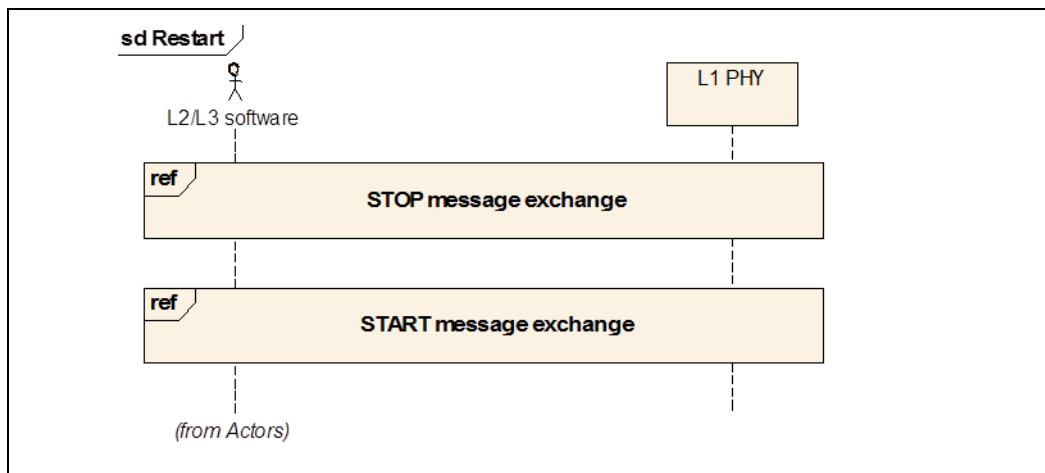 sd Restart
L2/L3 software
L1 PHY
ref
STOP message exchange
ref
START message exchange
(from Actors)